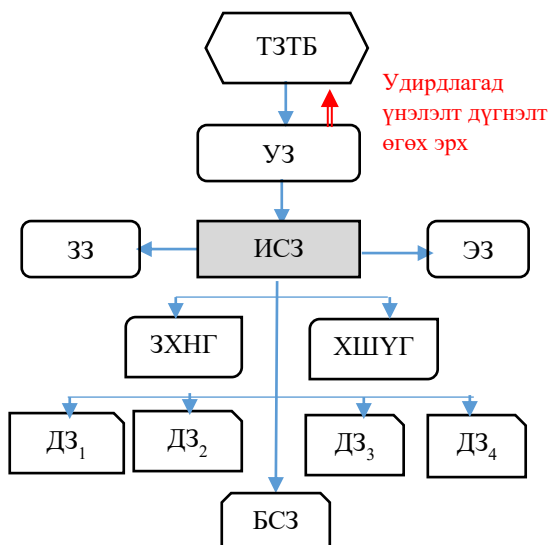 ТЗТБ
Удирдлагад
үнэлэлт дүгнэлт
өгөх эрх
УЗ
ЗЗ
ИСЗ
ЭЗ
ЗХНГ
ХШҮГ
ДЗ₁
ДЗ₂
ДЗ₃
ДЗ₄
БСЗ